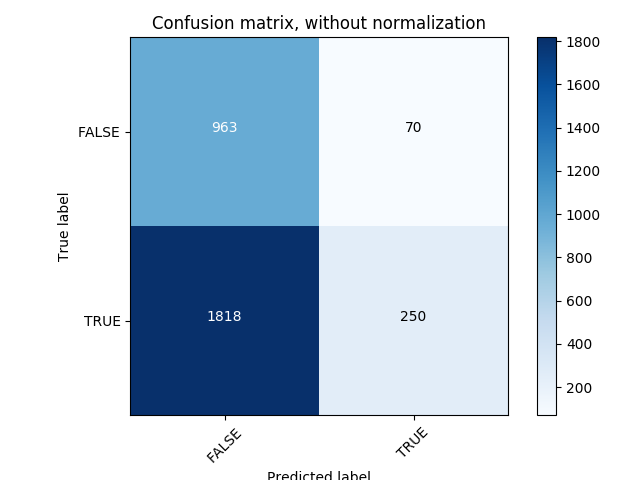 Confusion matrix, without normalization
FALSE
963
70
TRUE
1818
250
True label
FALSE
TRUE
Predicted label
1800
1600
1400
1200
1000
800
600
400
200